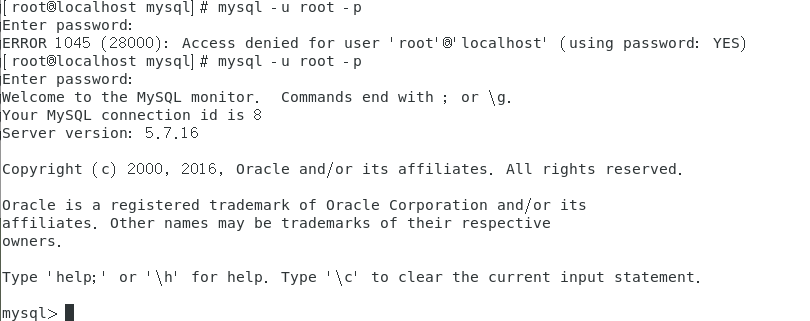 [root@localhost mysql]# mysql -u root -p
Enter password:
ERROR 1045 (28000): Access denied for user 'root'@'localhost' (using password: YES)
[root@localhost mysql]# mysql -u root -p
Enter password:
Welcome to the MySQL monitor.  Commands end with ; or \g.
Your MySQL connection id is 8
Server version: 5.7.16
Copyright (c) 2000, 2016, Oracle and/or its affiliates. All rights reserved.
Oracle is a registered trademark of Oracle Corporation and/or its
affiliates. Other names may be trademarks of their respective
owners.
Type 'help;' or '\h' for help. Type '\c' to clear the current input statement.
mysql>